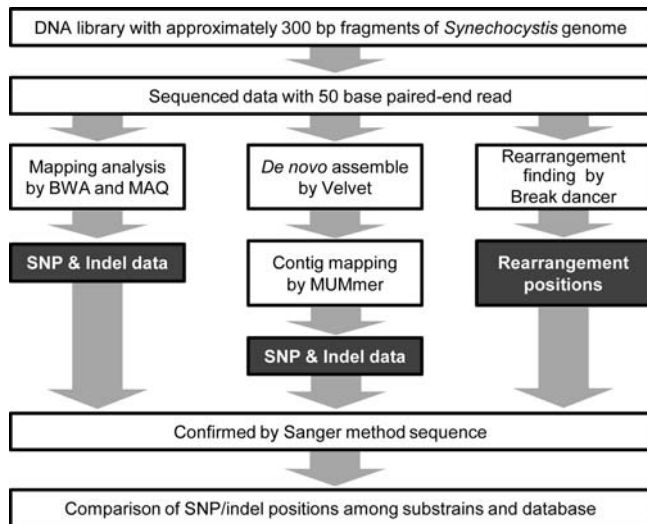 DNA library with approximately 300 bp fragments of Synechocystis genome
Sequenced data with 50 base paired-end read
Mapping analysis
by BWA and MAQ
SNP & Indel data
De novo assemble
by Velvet
Contig mapping
by MUMmer
SNP & Indel data
Rearrangement
finding by
Break dancer
Rearrangement
positions
Confirmed by Sanger method sequence
Comparison of SNP/indel positions among substrains and database